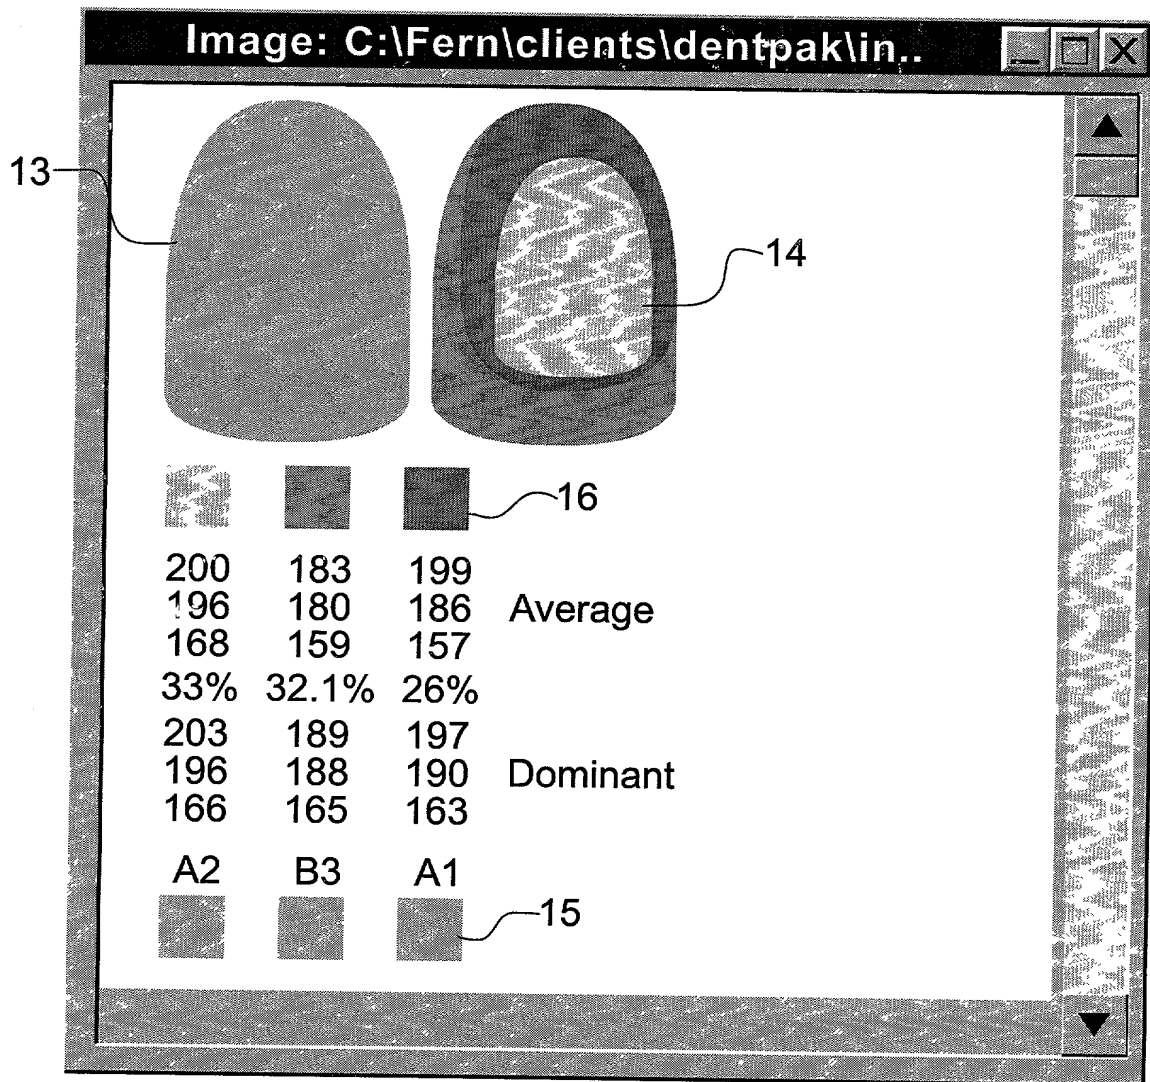 Image: C:\Fern\clients\dentpak\in..
13
14
16
200 183 199
196 180 186 Average
168 159 157
33% 32.1% 26%
203 189 197
196 188 190 Dominant
166 165 163
A2 B3 A1
15